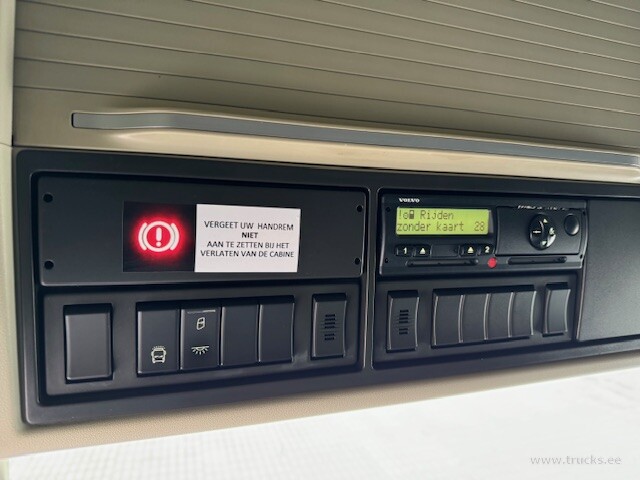 VERGEET UW HANDREM
NIET
AAN TE ZETTEN BIJ HET
VERLATEN VAN DE CABINE
VOLVO
Rijden
zonder kaart 28
1 2
www.trucks.ee